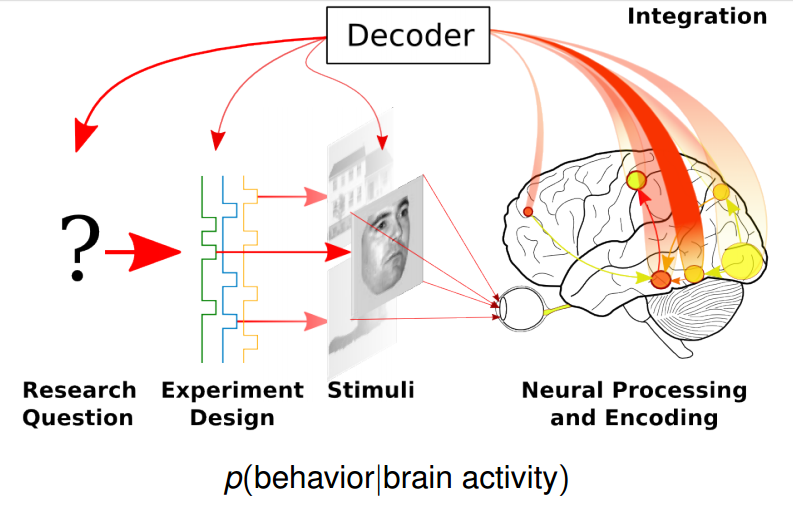 Integration
Decoder
?
Research
Question
Experiment
Design
Stimuli
Neural Processing
and Encoding
p(behavior|brain activity)